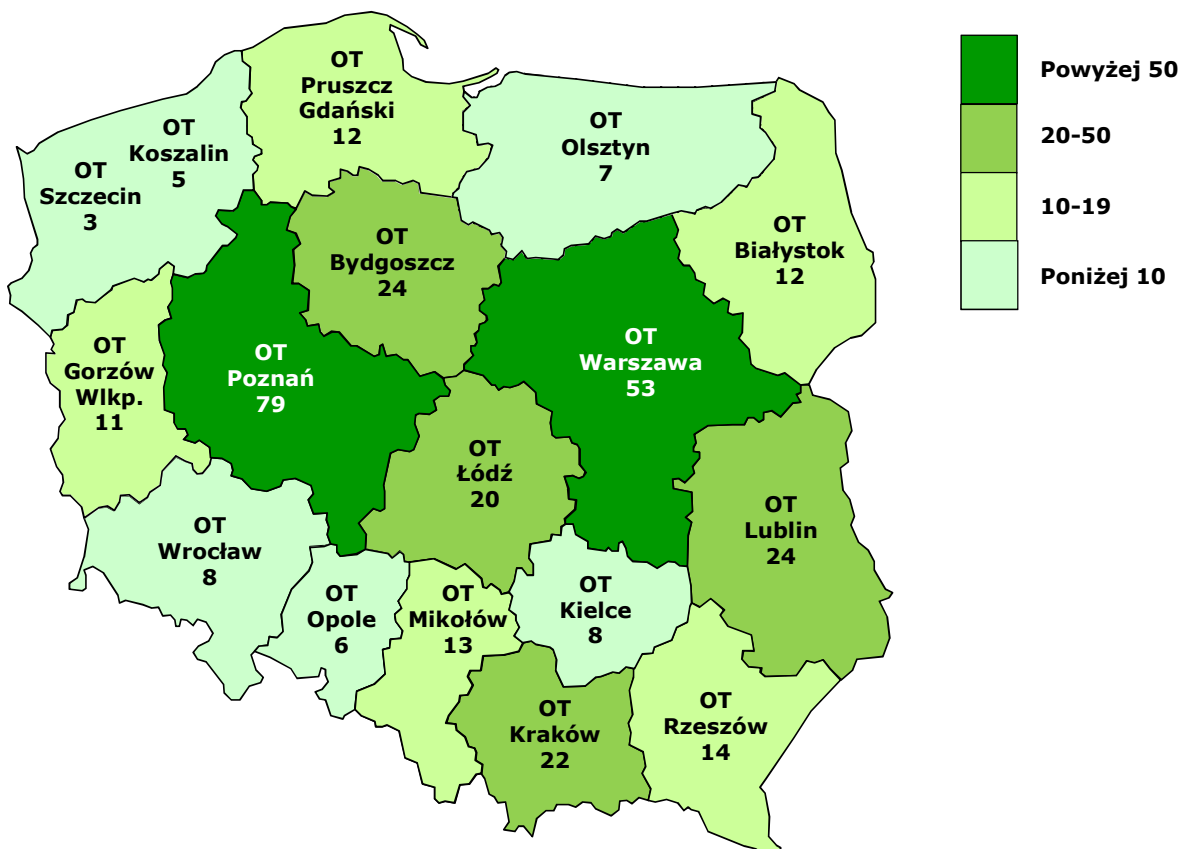 OT
Pruszcz
Gdański
12
OT
Koszalin
5
OT
Szczecin
3
OT
Olsztyn
7
OT
Białystok
12
OT
Bydgoszcz
24
OT
Gorzów
Wlkp.
11
OT
Poznań
79
OT
Warszawa
53
OT
Łódź
20
OT
Lublin
24
OT
Wrocław
8
OT
Opole
6
OT
Mikołów
13
OT
Kielce
8
OT
Kraków
22
OT
Rzeszów
14
Powyżej 50
20-50
10-19
Poniżej 10